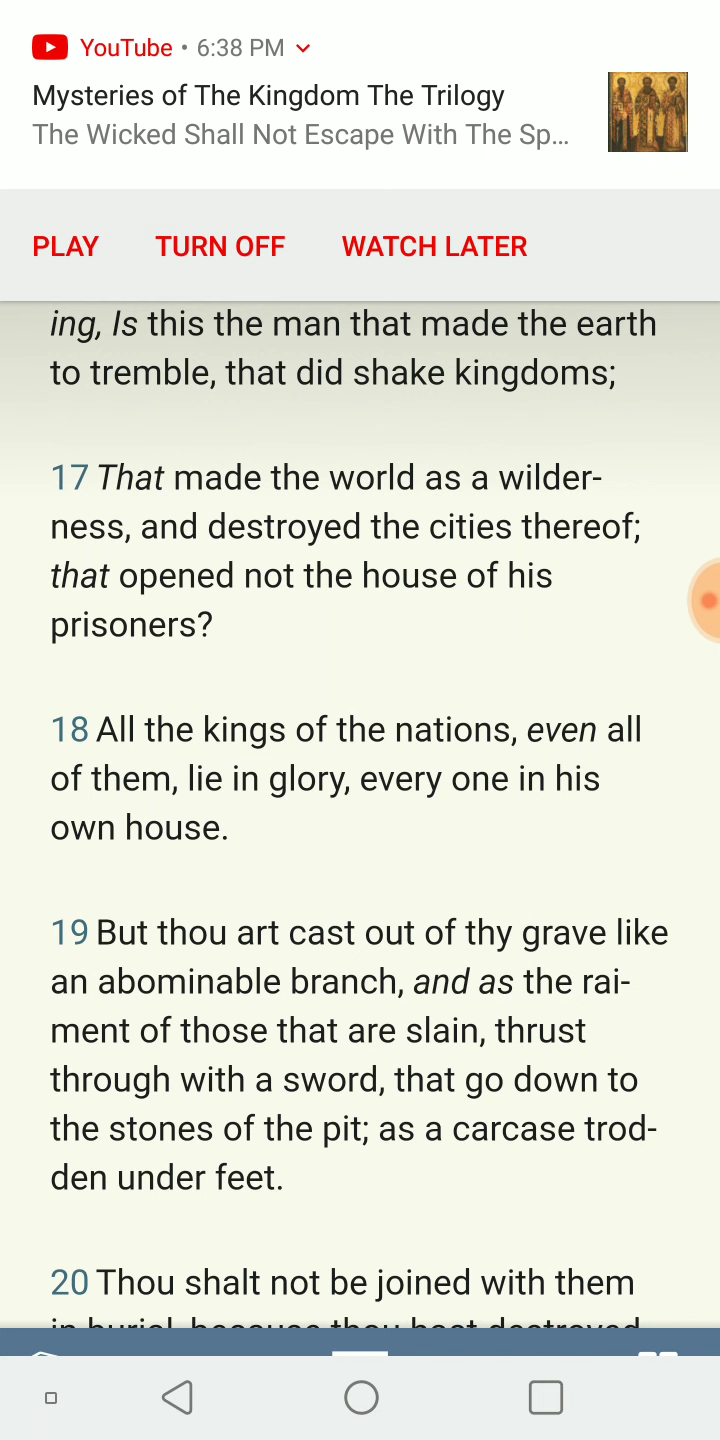 YouTube • 6:38 PM
Mysteries of The Kingdom The Trilogy
The Wicked Shall Not Escape With The Sp...
PLAY TURN OFF WATCH LATER
ing, Is this the man that made the earth
to tremble, that did shake kingdoms;
17 That made the world as a wilder-
ness, and destroyed the cities thereof;
that opened not the house of his
prisoners?
18 All the kings of the nations, even all
of them, lie in glory, every one in his
own house.
19 But thou art cast out of thy grave like
an abominable branch, and as the rai-
ment of those that are slain, thrust
through with a sword, that go down to
the stones of the pit; as a carcase trod-
den under feet.
20 Thou shalt not be joined with them
in burial, because thou hast destroyed